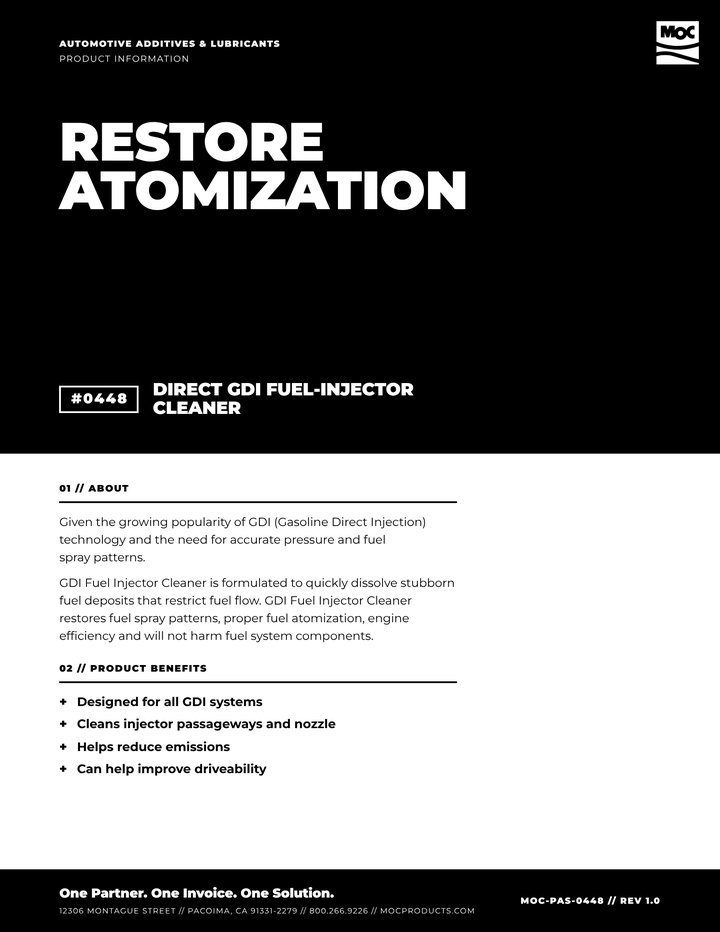 AUTOMOTIVE ADDITIVES & LUBRICANTS
PRODUCT INFORMATION
MOC
RESTORE
ATOMIZATION
#0448
DIRECT GDI FUEL-INJECTOR
CLEANER
01 // ABOUT
Given the growing popularity of GDI (Gasoline Direct Injection)
technology and the need for accurate pressure and fuel
spray patterns.
GDI Fuel Injector Cleaner is formulated to quickly dissolve stubborn
fuel deposits that restrict fuel flow. GDI Fuel Injector Cleaner
restores fuel spray patterns, proper fuel atomization, engine
efficiency and will not harm fuel system components.
02 // PRODUCT BENEFITS
+ Designed for all GDI systems
+ Cleans injector passageways and nozzle
+ Helps reduce emissions
+ Can help improve driveability
One Partner. One Invoice. One Solution.
12306 MONTAGUE STREET // PACOIMA, CA 91331-2279 // 800.266.9226 // MOCPRODUCTS.COM
MOC-PAS-0448 // REV 1.0